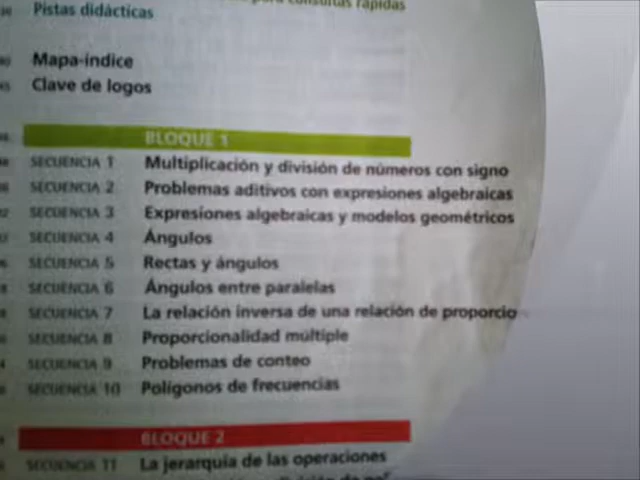 Pistas didácticas
consultas rápidas
Mapa-índice
Clave de logos
BLOQUE 1
SECUENCIA 1 Multiplicación y división de números con signo
SECUENCIA 2 Problemas aditivos con expresiones algebraicas
SECUENCIA 3 Expresiones algebraicas y modelos geométricos
SECUENCIA 4 Ángulos
SECUENCIA 5 Rectas y ángulos
SECUENCIA 6 Ángulos entre paralelas
SECUENCIA 7 La relación inversa de una relación de proporcio
SECUENCIA 8 Proporcionalidad múltiple
SECUENCIA 9 Problemas de conteo
SECUENCIA 10 Polígonos de frecuencias
BLOQUE 2
SECUENCIA 11 La jerarquía de las operaciones